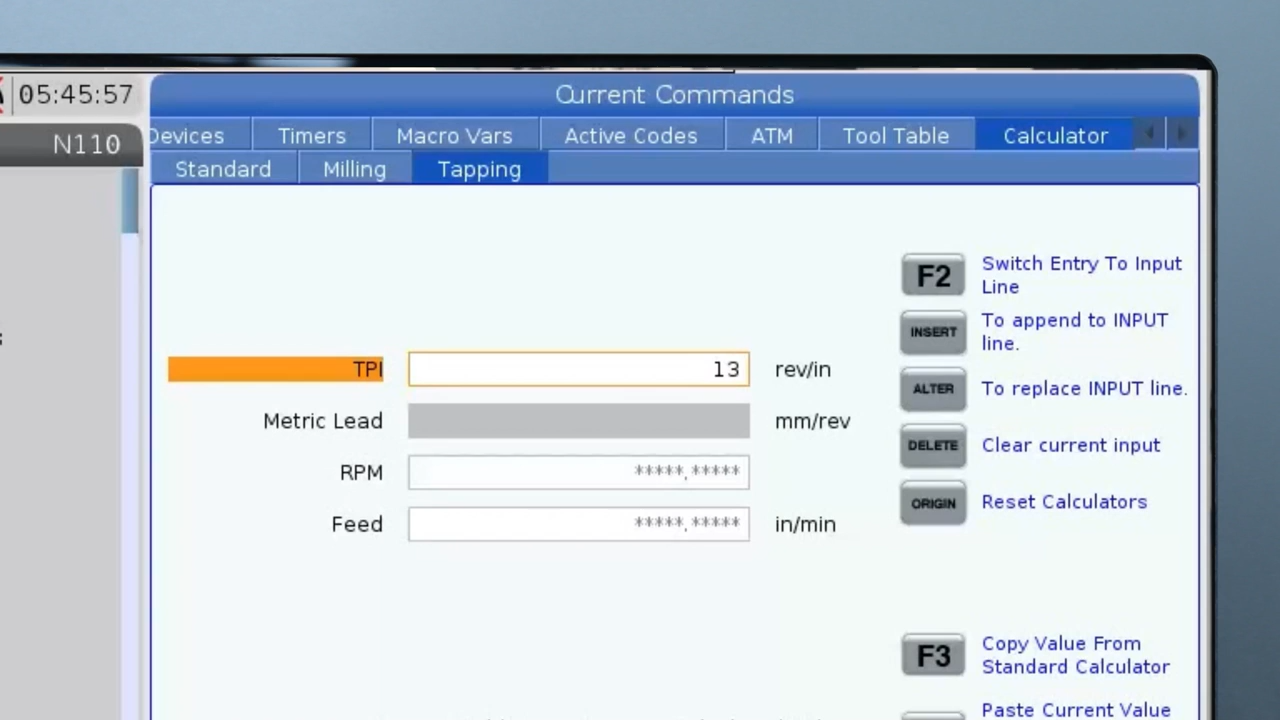 05:45:57
Current Commands
N110
Devices Timers Macro Vars Active Codes ATM Tool Table Calculator
Standard Milling Tapping
F2 Switch Entry To Input
Line
INSERT To append to INPUT
line.
TPI 13 rev/in
ALTER To replace INPUT line.
Metric Lead mm/rev
DELETE Clear current input
RPM *****.*****
ORIGIN Reset Calculators
Feed *****.***** in/min
F3 Copy Value From
Standard Calculator
Paste Current Value